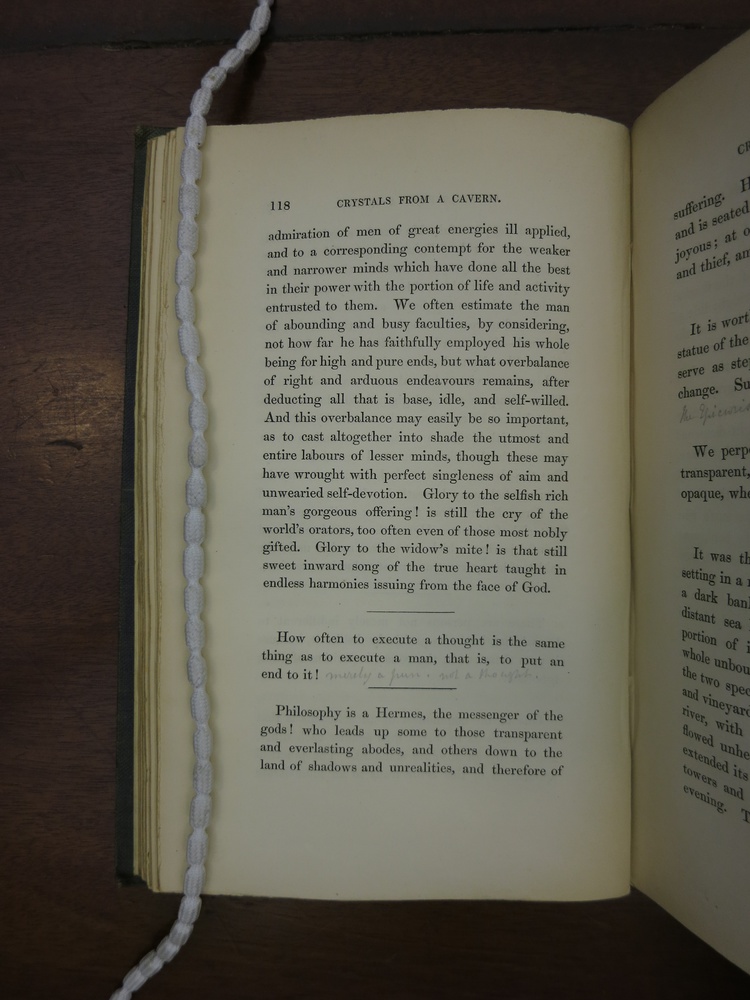 118 CRYSTALS FROM A CAVERN.
admiration of men of great energies ill applied,
and to a corresponding contempt for the weaker
and narrower minds which have done all the best
in their power with the portion of life and activity
entrusted to them. We often estimate the man
of abounding and busy faculties, by considering,
not how far he has faithfully employed his whole
being for high and pure ends, but what overbalance
of right and arduous endeavours remains, after
deducting all that is base, idle, and self-willed.
And this overbalance may easily be so important,
as to cast altogether into shade the utmost and
entire labours of lesser minds, though these may
have wrought with perfect singleness of aim and
unwearied self-devotion. Glory to the selfish rich
man's gorgeous offering! is still the cry of the
world's orators, too often even of those most nobly
gifted. Glory to the widow's mite! is that still
sweet inward song of the true heart taught in
endless harmonies issuing from the face of God.
How often to execute a thought is the same
thing as to execute a man, that is, to put an
end to it! merely a pun. not a thought.
Philosophy is a Hermes, the messenger of the
gods! who leads up some to those transparent
and everlasting abodes, and others down to the
land of shadows and unrealities, and therefore of
suffering.
and is seated
joyous; at
and thief,
It is
statue of the
serve as
change.
We
transparent,
opaque,
It was
setting in a
a dark
distant sea
portion of
whole
the two
and
river, with
flowed
extended its
towers and
evening.